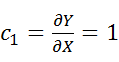 c₁ = ∂Y/∂X = 1